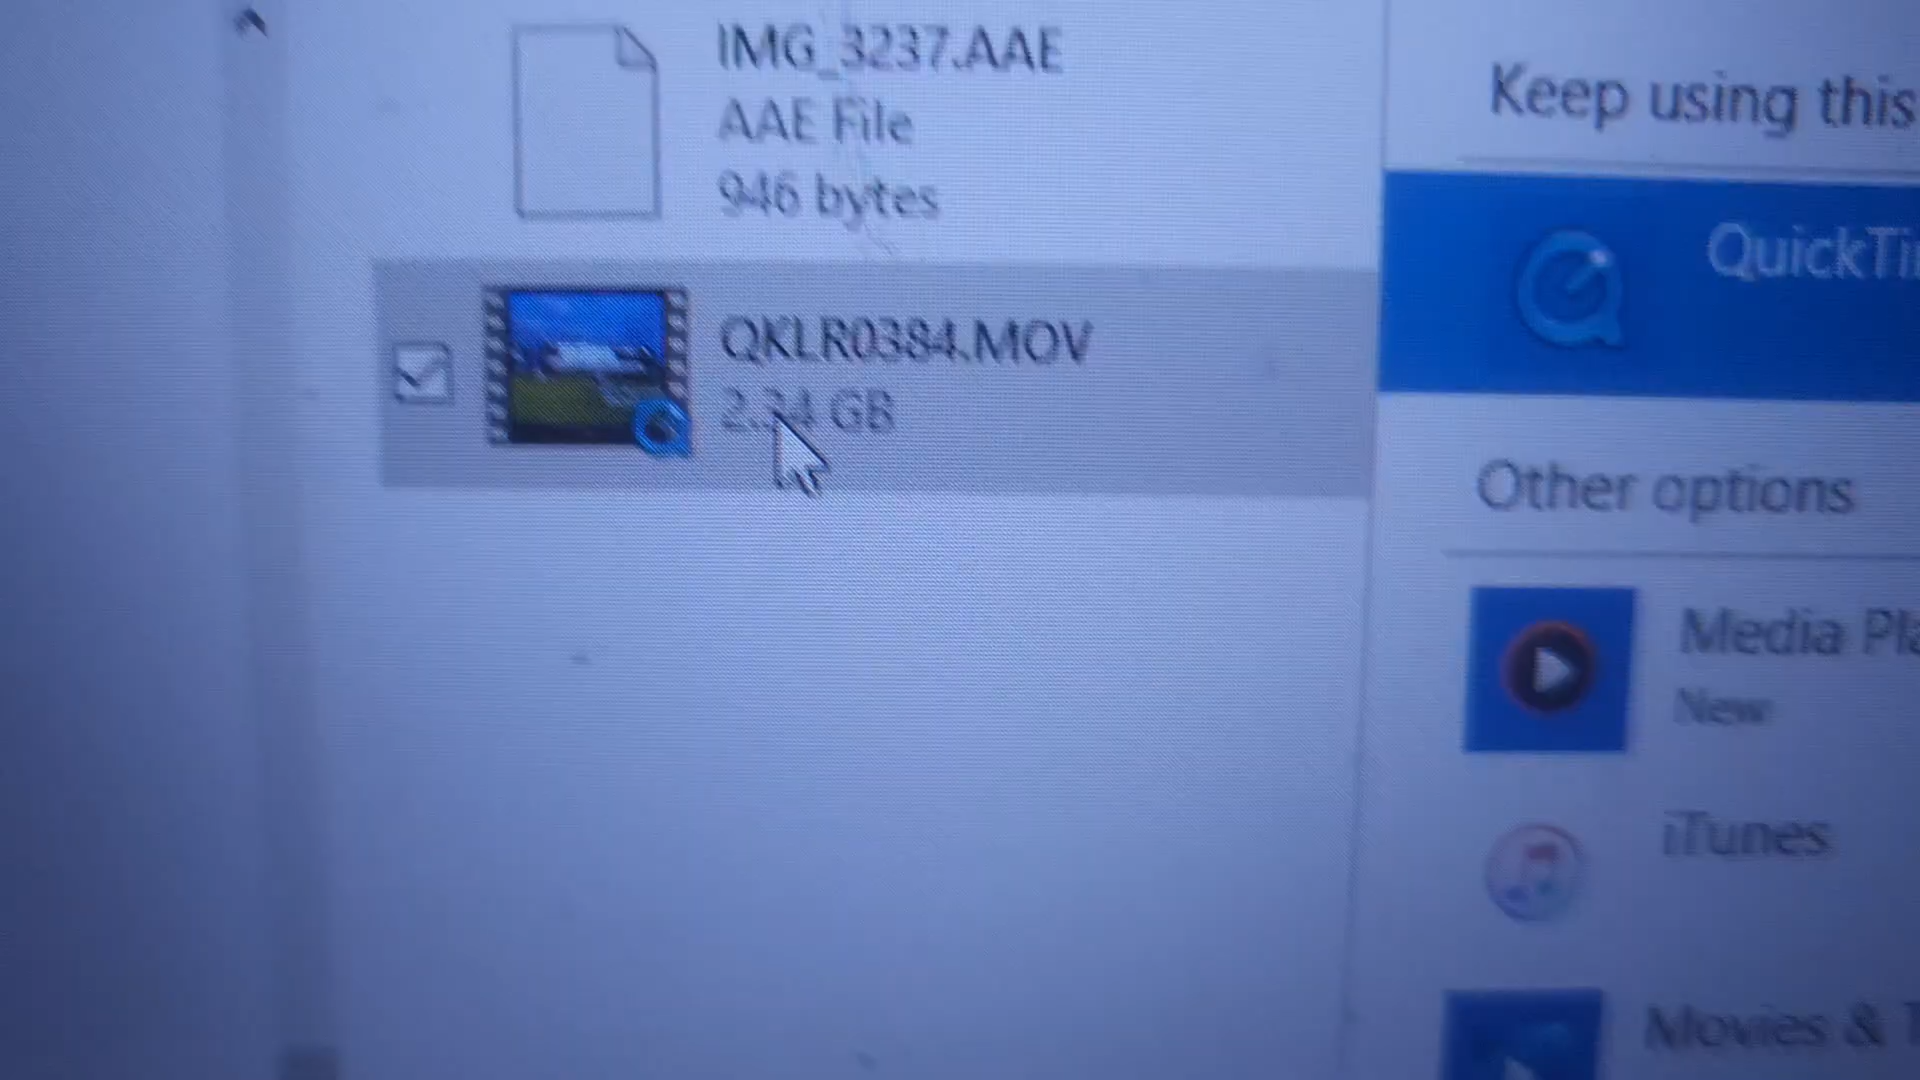 IMG_3237.AAE
AAE File
946 bytes
QKLR0384.MOV
2.34 GB
Keep using this
QuickTi
Other options
Media Pla
New
iTunes
Movies & T